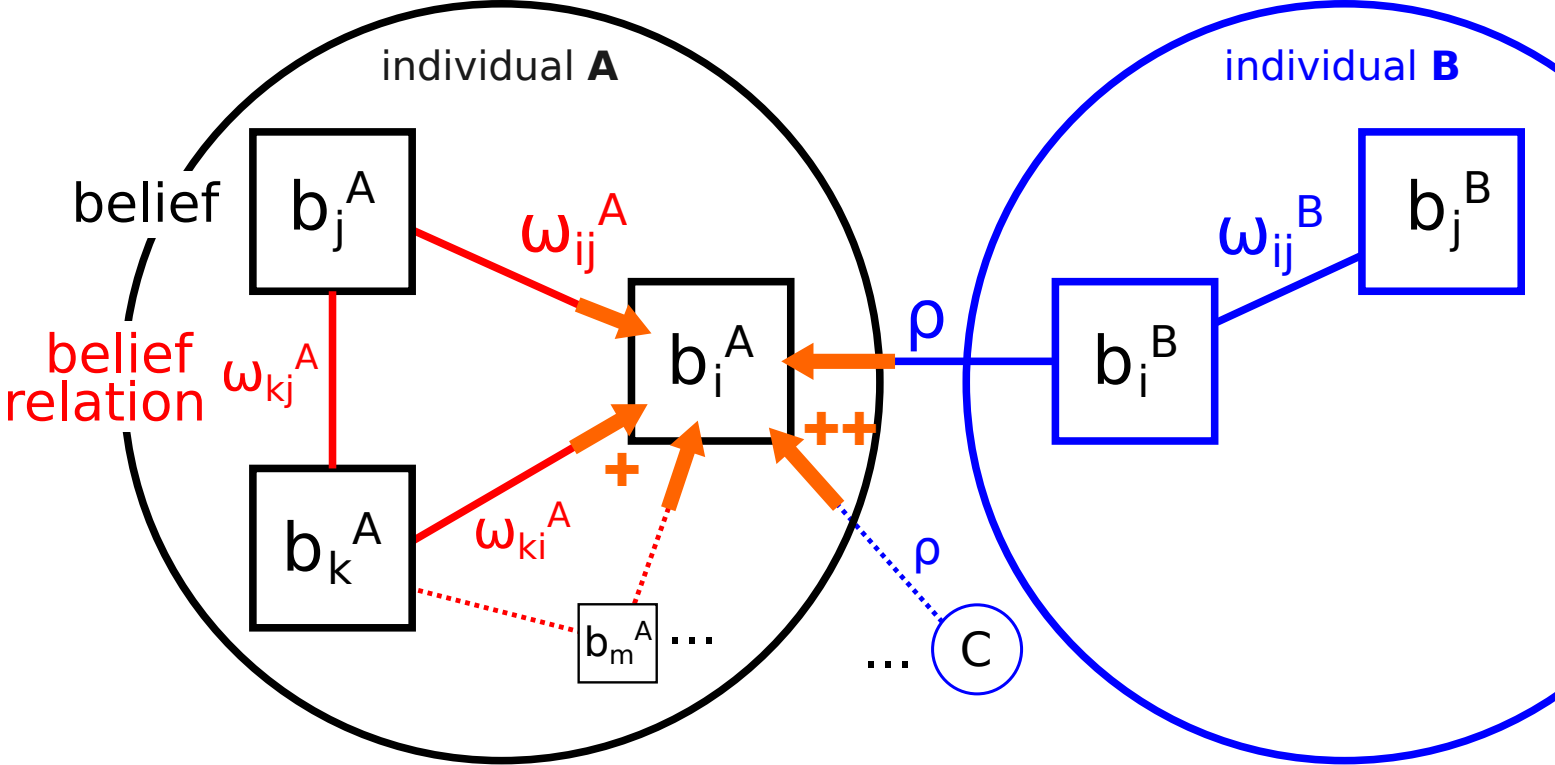 individual A
individual B
belief
b_j^A
ω_ij^A
ω_ij^B
b_j^B
belief
relation
ω_kj^A
b_i^A
ρ
b_i^B
++
+
b_k^A
ω_ki^A
ρ
b_m^A
...
...
C